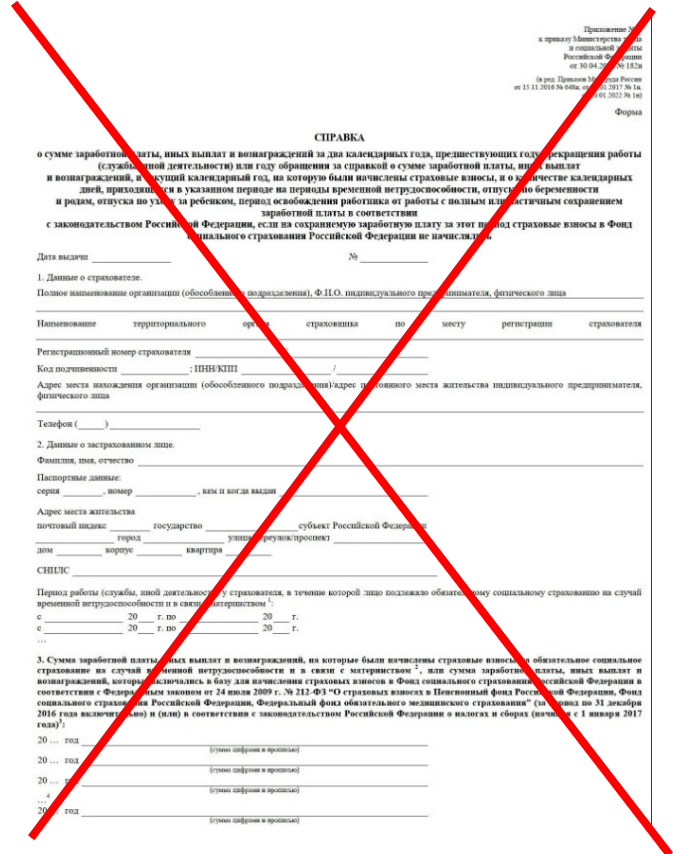 Приложение №
к приказу Министерства труда
и социальной защиты
Российской Федерации
от 30.04.20 № 182н
(в ред. Приказов Минтруда России
от 15.11.2016 № 648н, от 09.01.2017 № 1н,
от 10.01.2022 № 1н)
Форма
СПРАВКА
о сумме заработной платы, иных выплат и вознаграждений за два календарных года, предшествующих году прекращения работы
(службы, иной деятельности) или году обращения за справкой о сумме заработной платы, иных выплат
и вознаграждений, и текущий календарный год, на которую были начислены страховые взносы, и о количестве календарных
дней, приходящихся в указанном периоде на периоды временной нетрудоспособности, отпуска по беременности
и родам, отпуска по уходу за ребенком, период освобождения работника от работы с полным или частичным сохранением
заработной платы в соответствии
с законодательством Российской Федерации, если на сохраняемую заработную плату за этот период страховые взносы в Фонд
социального страхования Российской Федерации не начислялись
Дата выдачи №
1. Данные о страхователе.
Полное наименование организации (обособленного подразделения), Ф.И.О. индивидуального предпринимателя, физического лица
Наименование территориального органа страховщика по месту регистрации страхователя
Регистрационный номер страхователя
Код подчиненности ; ИНН/КПП /
Адрес места нахождения организации (обособленного подразделения)/адрес постоянного места жительства индивидуального предпринимателя,
физического лица
Телефон ( )
2. Данные о застрахованном лице.
Фамилия, имя, отчество
Паспортные данные:
серия , номер , кем и когда выдан
Адрес места жительства
почтовый индекс государство субъект Российской Федерации
город улица/переулок/проспект
дом корпус квартира
СНИЛС
Период работы (службы, иной деятельности) у страхователя, в течение которой лицо подлежало обязательному социальному страхованию на случай
временной нетрудоспособности и в связи с материнством ¹:
с 20 г. по 20 г.
с 20 г. по 20 г.
…
3. Сумма заработной платы, иных выплат и вознаграждений, на которые были начислены страховые взносы на обязательное социальное
страхование на случай временной нетрудоспособности и в связи с материнством ², или сумма заработной платы, иных выплат и
вознаграждений, которые включались в базу для начисления страховых взносов в Фонд социального страхования Российской Федерации в
соответствии с Федеральным законом от 24 июля 2009 г. № 212-ФЗ “О страховых взносах в Пенсионный фонд Российской Федерации, Фонд
социального страхования Российской Федерации, Федеральный фонд обязательного медицинского страхования” (за период по 31 декабря
2016 года включительно) и (или) в соответствии с законодательством Российской Федерации о налогах и сборах (начиная с 1 января 2017
года)³:
20 … год
(сумма цифрами и прописью)
20 … год
(сумма цифрами и прописью)
20 … год
(сумма цифрами и прописью)
…⁴
20 … год
(сумма цифрами и прописью)